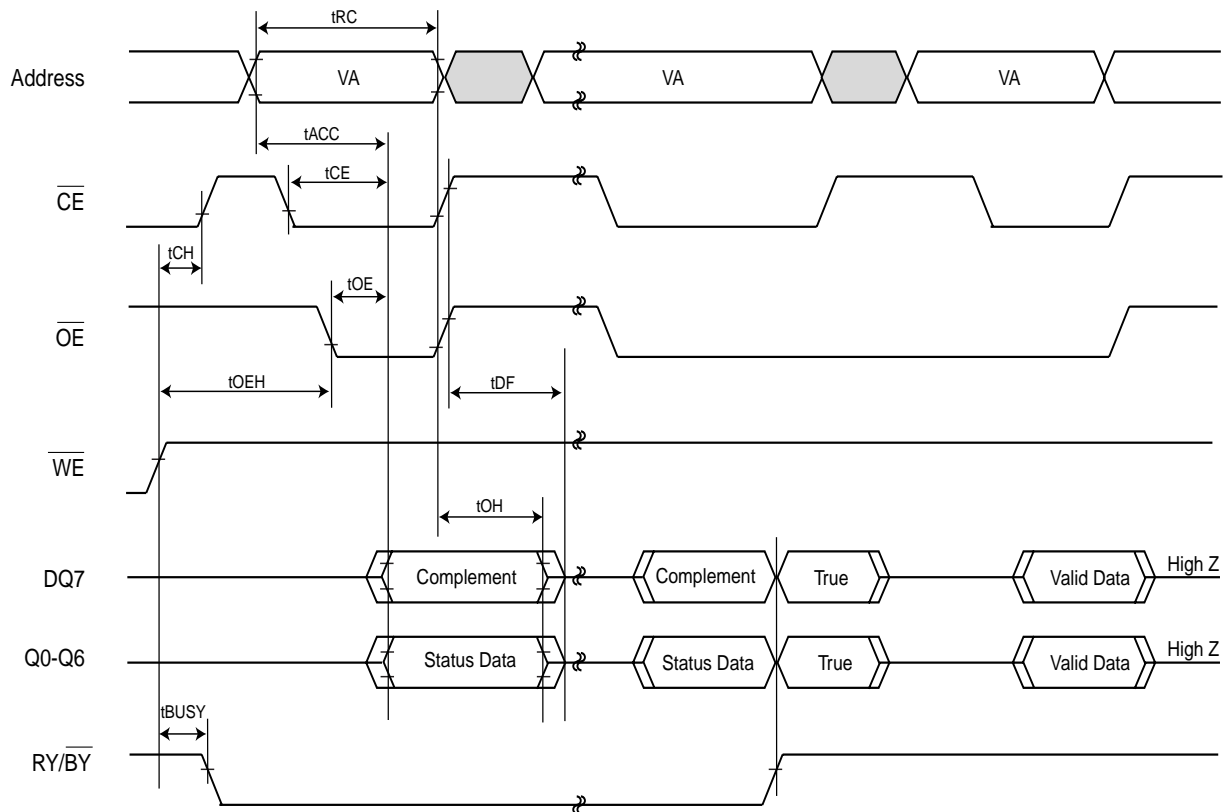 tRC
Address VA VA VA
tACC
tCE
CE
tCH
tOE
OE
tOEH
tDF
WE
tOH
DQ7 Complement Complement True Valid Data High Z
Q0-Q6 Status Data Status Data True Valid Data High Z
tBUSY
RY/BY